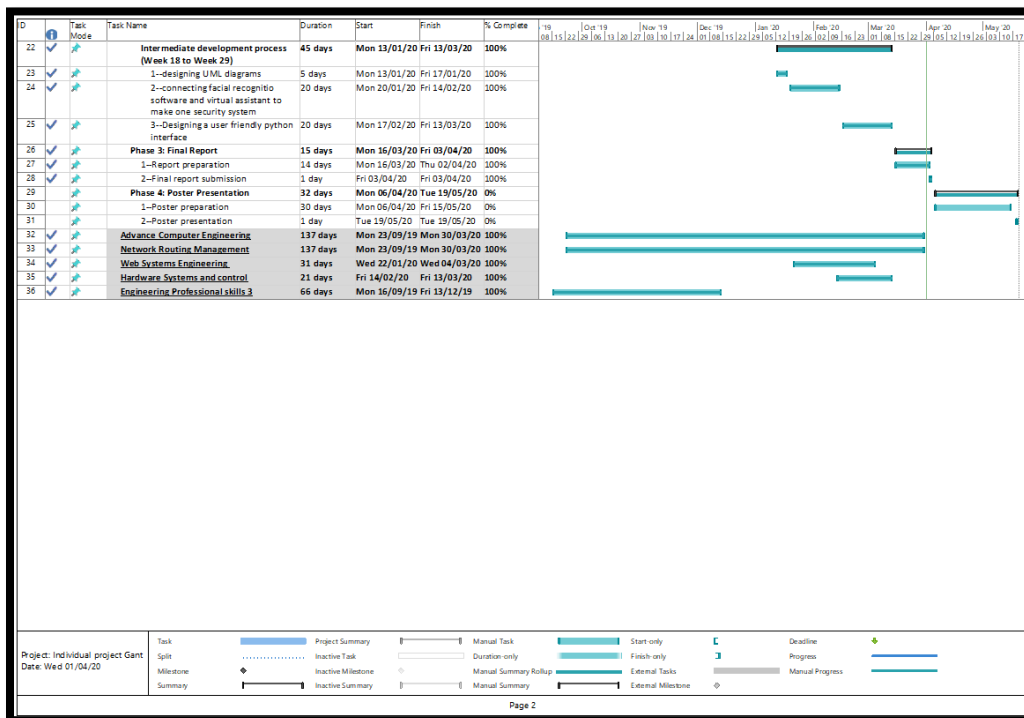 ID Task Mode Task Name Duration Start Finish % Complete '19 Oct '19 Nov '19 Dec '19 Jan '20 Feb '20 Mar '20 Apr '20 May '20
08 15 22 29 06 13 20 27 03 10 17 24 01 08 15 22 29 05 12 19 26 02 09 16 23 01 08 15 22 29 05 12 19 26 03 10 17
22 Intermediate development process (Week 18 to Week 29) 45 days Mon 13/01/20 Fri 13/03/20 100%
23 1--designing UML diagrams 5 days Mon 13/01/20 Fri 17/01/20 100%
24 2--connecting facial recognitio software and virtual assistant to make one security system 20 days Mon 20/01/20 Fri 14/02/20 100%
25 3--Designing a user friendly python interface 20 days Mon 17/02/20 Fri 13/03/20 100%
26 Phase 3: Final Report 15 days Mon 16/03/20 Fri 03/04/20 100%
27 1--Report preparation 14 days Mon 16/03/20 Thu 02/04/20 100%
28 2--Final report submission 1 day Fri 03/04/20 Fri 03/04/20 100%
29 Phase 4: Poster Presentation 32 days Mon 06/04/20 Tue 19/05/20 0%
30 1--Poster preparation 30 days Mon 06/04/20 Fri 15/05/20 0%
31 2--Poster presentation 1 day Tue 19/05/20 Tue 19/05/20 0%
32 Advance Computer Engineering 137 days Mon 23/09/19 Mon 30/03/20 100%
33 Network Routing Management 137 days Mon 23/09/19 Mon 30/03/20 100%
34 Web Systems Engineering 31 days Wed 22/01/20 Wed 04/03/20 100%
35 Hardware Systems and control 21 days Fri 14/02/20 Fri 13/03/20 100%
36 Engineering Professional skills 3 66 days Mon 16/09/19 Fri 13/12/19 100%
Project: Individual project Gant
Date: Wed 01/04/20
Task Project Summary Manual Task Start-only Deadline
Split Inactive Task Duration-only Finish-only Progress
Milestone Inactive Milestone Manual Summary Rollup External Tasks Manual Progress
Summary Inactive Summary Manual Summary External Milestone
Page 2